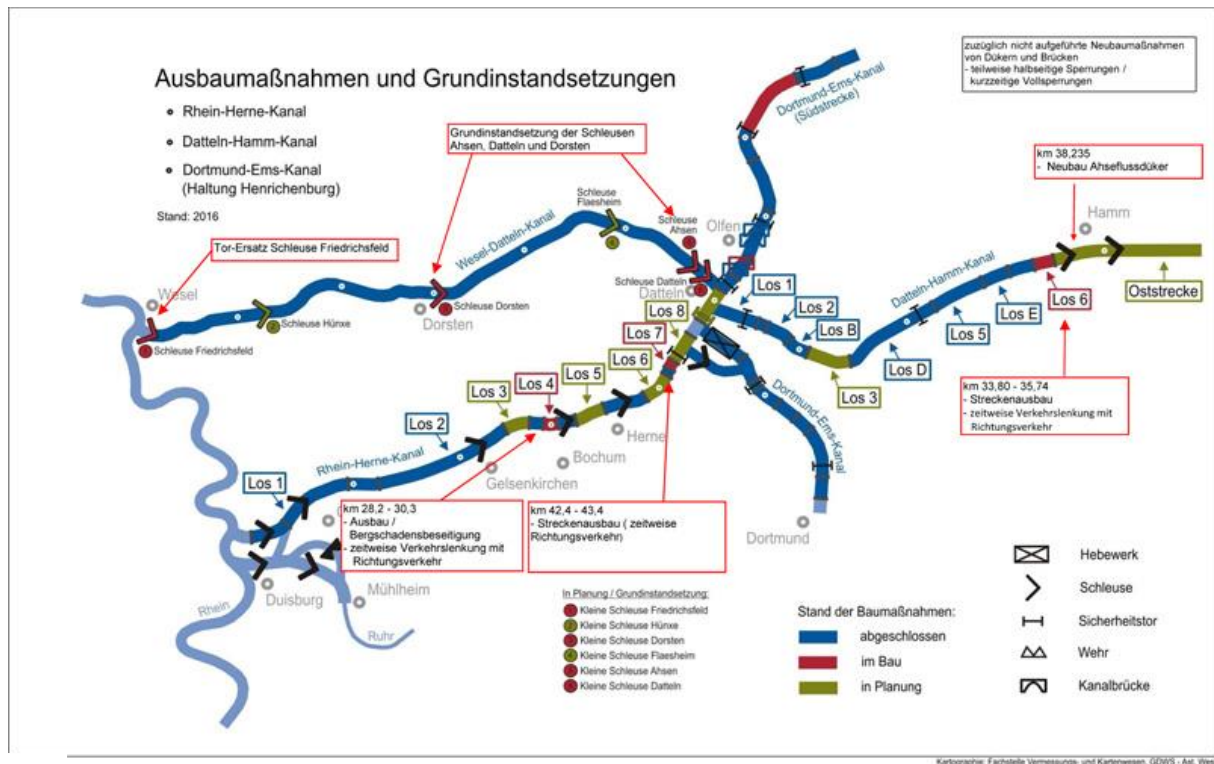 Ausbaumaßnahmen und Grundinstandsetzungen
Rhein-Herne-Kanal
Datteln-Hamm-Kanal
Dortmund-Ems-Kanal
(Haltung Henrichenburg)
Stand: 2016
zuzüglich nicht aufgeführte Neubaumaßnahmen
von Dükern und Brücken
- teilweise halbseitige Sperrungen /
kurzzeitige Vollsperrungen
Dortmund-Ems-Kanal
(Südstrecke)
Grundinstandsetzung der Schleusen
Ahsen, Datteln und Dorsten
km 38,235
- Neubau Ahseflussdüker
Hamm
Schleuse
Flaesheim
Schleuse
Ahsen
Olfen
Tor-Ersatz Schleuse Friedrichsfeld
Wesel-Datteln-Kanal
Schleuse Datteln
Datteln
Datteln-Hamm-Kanal
Wesel
Dorsten
Schleuse Dorsten
Schleuse Hünxe
Schleuse Friedrichsfeld
Los 1
Los 2
Los B
Los 3
Los D
Los 5
Los E
Los 6
Oststrecke
Los 8
Los 7
Los 6
Los 5
Los 4
Los 3
Los 2
Los 1
Rhein-Herne-Kanal
Gelsenkirchen
Bochum
Herne
Dortmund-Ems-Kanal
Dortmund
km 33,80 - 35,74
- Streckenausbau
- zeitweise Verkehrslenkung mit
Richtungsverkehr
km 28,2 - 30,3
- Ausbau /
Bergschadensbeseitigung
- zeitweise Verkehrslenkung mit
Richtungsverkehr
km 42,4 - 43,4
- Streckenausbau ( zeitweise
Richtungsverkehr)
Rhein
Duisburg
Mühlheim
Ruhr
In Planung / Grundinstandsetzung:
Kleine Schleuse Friedrichsfeld
Kleine Schleuse Hünxe
Kleine Schleuse Dorsten
Kleine Schleuse Flaesheim
Kleine Schleuse Ahsen
Kleine Schleuse Datteln
Stand der Baumaßnahmen:
abgeschlossen
im Bau
in Planung
Hebewerk
Schleuse
Sicherheitstor
Wehr
Kanalbrücke
Kartographie: Fachstelle Vermessungs- und Kartenwesen, GDWS - Ast. West